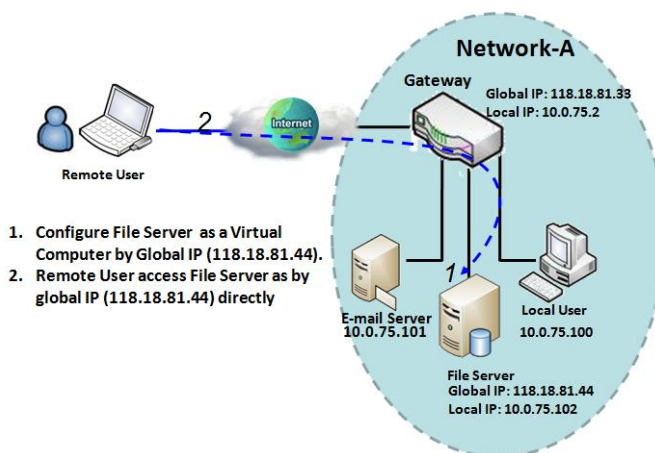 Network-A
Gateway
Global IP: 118.18.81.33
Local IP: 10.0.75.2
2
Internet
Remote User
1. Configure File Server as a Virtual
Computer by Global IP (118.18.81.44).
2. Remote User access File Server as by
global IP (118.18.81.44) directly
1
E-mail Server
10.0.75.101
Local User
10.0.75.100
File Server
Global IP: 118.18.81.44
Local IP: 10.0.75.102